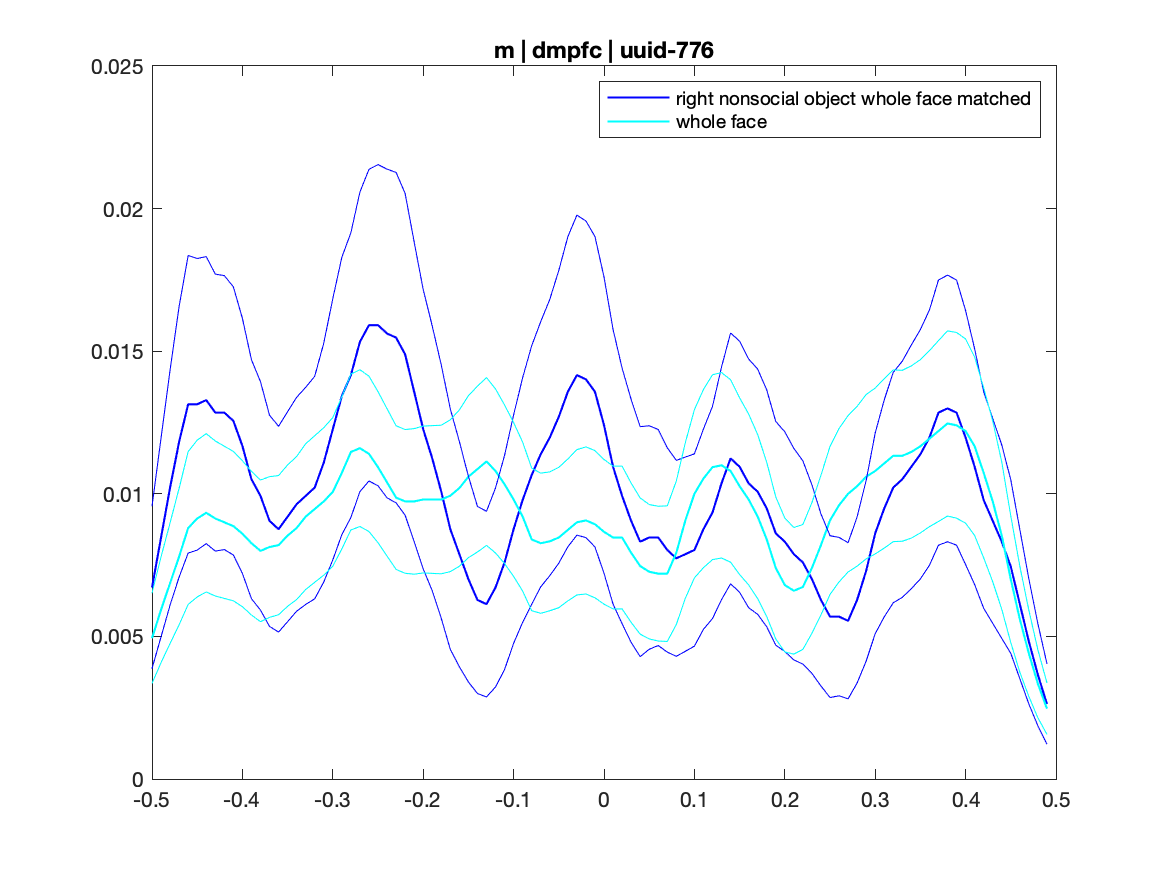 m | dmpfc | uuid-776
right nonsocial object whole face matched
whole face
0.025
0.02
0.015
0.01
0.005
0
-0.5 -0.4 -0.3 -0.2 -0.1 0 0.1 0.2 0.3 0.4 0.5